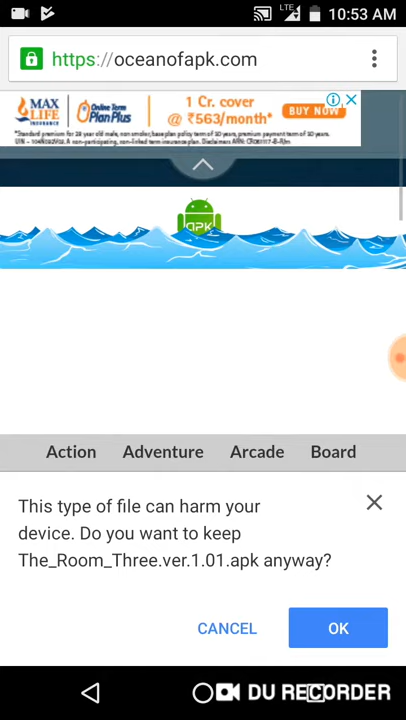 LTE
10:53 AM
https://oceanofapk.com
MAX LIFE INSURANCE
Online Term Plan Plus
1 Cr. cover @ ₹563/month*
BUY NOW
APK
Action Adventure Arcade Board
This type of file can harm your
device. Do you want to keep
The_Room_Three.ver.1.01.apk anyway?
CANCEL OK
DU RECORDER